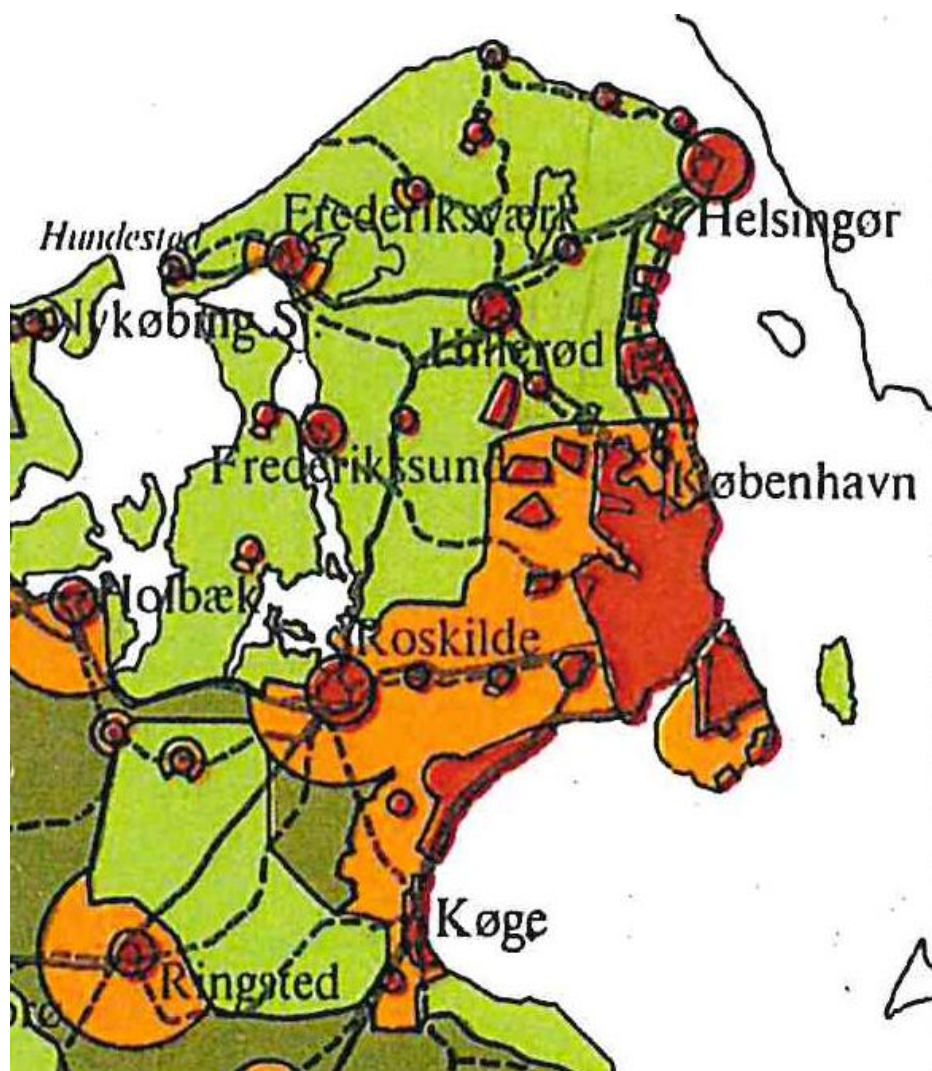 Frederiksværk
Helsingør
Hundested
Nykøbing S.
Hillerød
Frederikssund
København
Holbæk
Roskilde
Køge
Ringsted